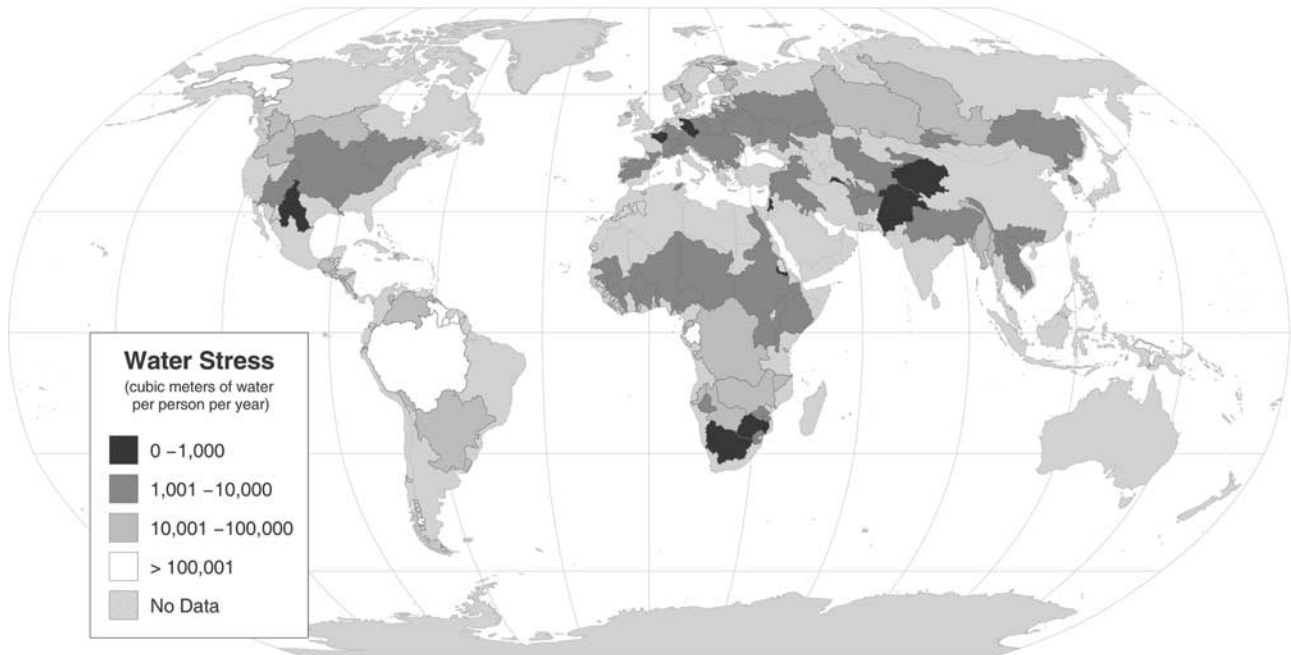 Water Stress
(cubic meters of water
per person per year)
0 –1,000
1,001 –10,000
10,001 –100,000
> 100,001
No Data